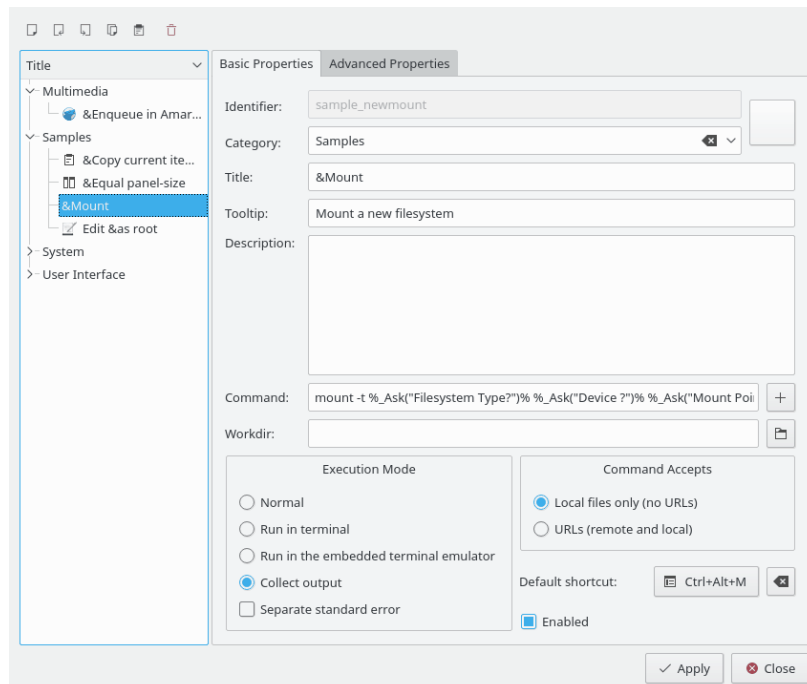 Title
Multimedia
&Enqueue in Amar...
Samples
&Copy current ite...
&Equal panel-size
&Mount
Edit &as root
System
User Interface
Basic Properties
Advanced Properties
Identifier: sample_newmount
Category: Samples
Title: &Mount
Tooltip: Mount a new filesystem
Description:
Command: mount -t %_Ask("Filesystem Type?")% %_Ask("Device ?")% %_Ask("Mount Poi
Workdir:
Execution Mode
Normal
Run in terminal
Run in the embedded terminal emulator
Collect output
Separate standard error
Command Accepts
Local files only (no URLs)
URLs (remote and local)
Default shortcut: Ctrl+Alt+M
Enabled
Apply
Close